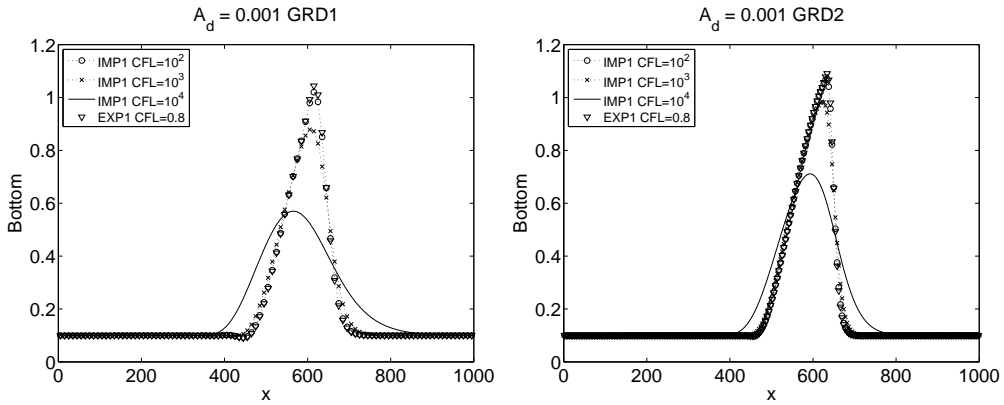 A_d = 0.001 GRD1
1.2
1
0.8
0.6
0.4
0.2
0
Bottom
IMP1 CFL=10^2
IMP1 CFL=10^3
IMP1 CFL=10^4
EXP1 CFL=0.8
0 200 400 600 800 1000
x
A_d = 0.001 GRD2
1.2
1
0.8
0.6
0.4
0.2
0
Bottom
IMP1 CFL=10^2
IMP1 CFL=10^3
IMP1 CFL=10^4
EXP1 CFL=0.8
0 200 400 600 800 1000
x